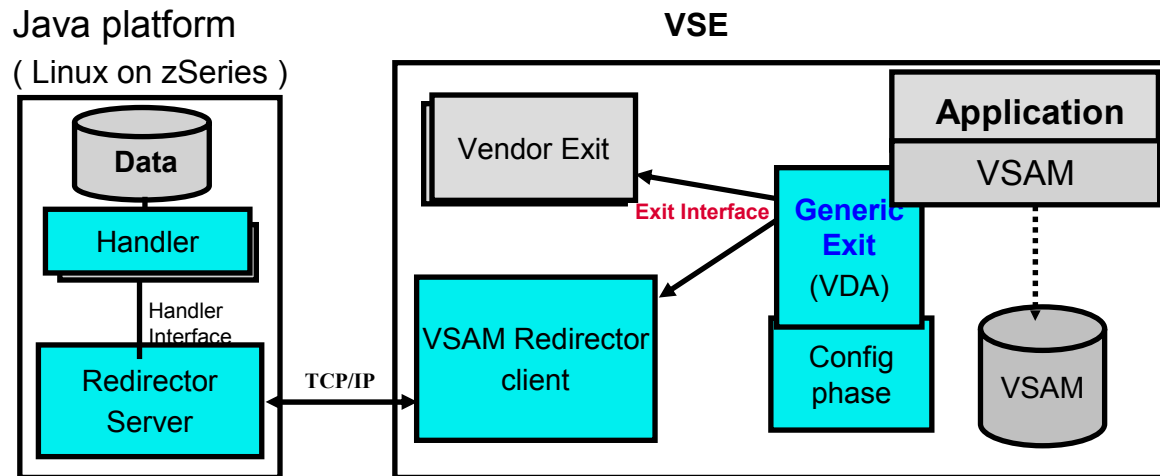 Java platform
( Linux on zSeries )
Data
Handler
Handler
Interface
Redirector
Server
TCP/IP
VSE
Vendor Exit
Exit Interface
VSAM Redirector
client
Generic
Exit
(VDA)
Config
phase
Application
VSAM
VSAM